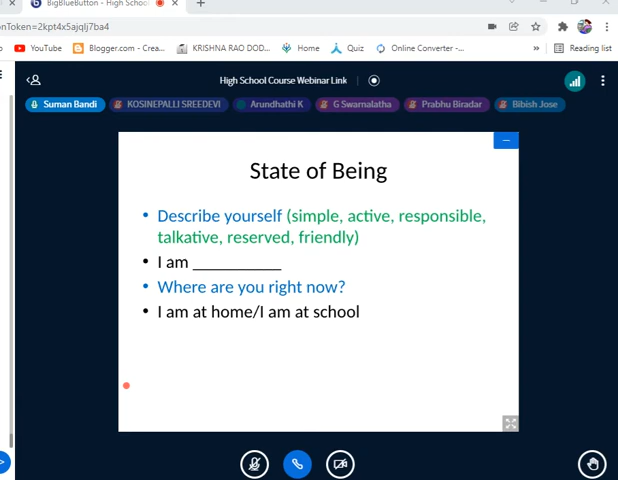 BigBlueButton - High School
onToken=2kpt4x5ajqlj7ba4
YouTube
Blogger.com - Crea...
KRISHNA RAO DOD...
Home
Quiz
Online Converter -...
»
Reading list
High School Course Webinar Link
Suman Bandi
KOSINEPALLI SREEDEVI
Arundhathi K
G Swarnalatha
Prabhu Biradar
Bibish Jose
State of Being
• Describe yourself (simple, active, responsible,
talkative, reserved, friendly)
• I am __________
• Where are you right now?
• I am at home/I am at school